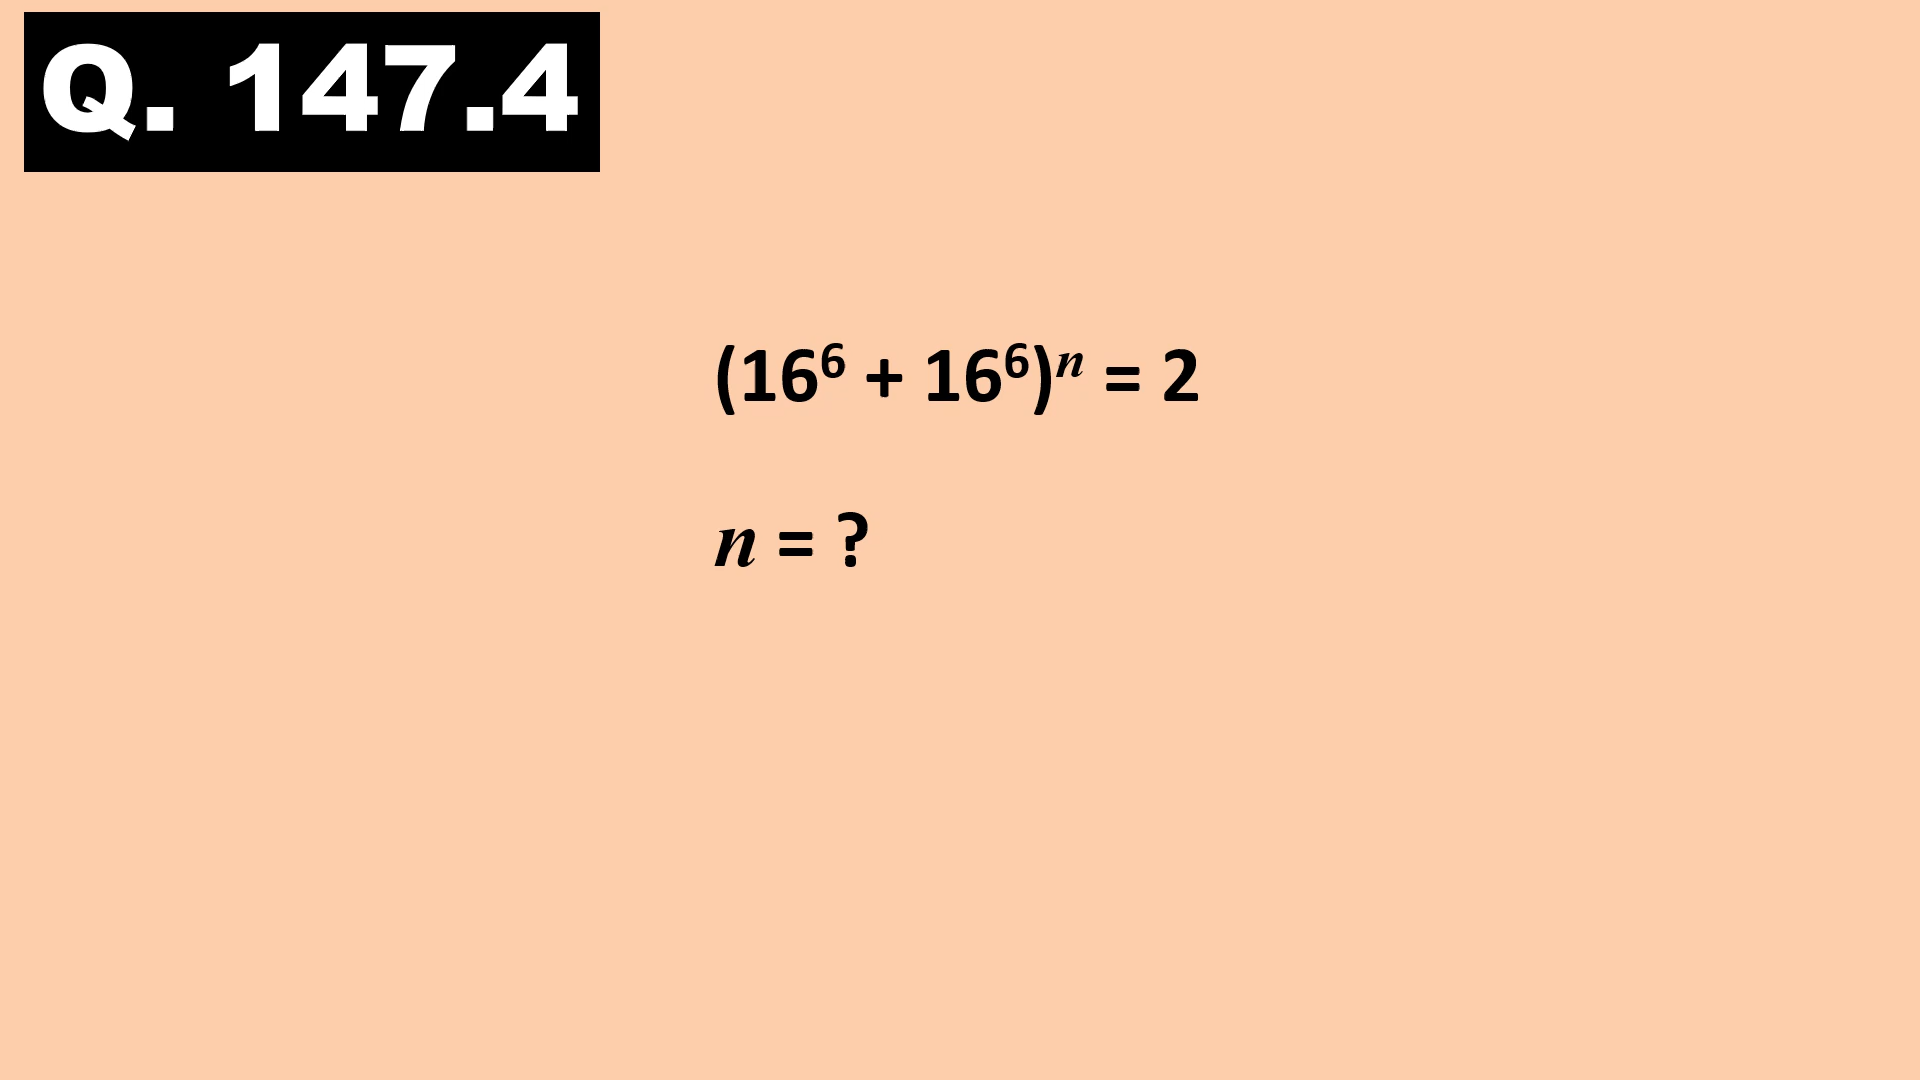 Q. 147.4
(16⁶ + 16⁶)ⁿ = 2
n = ?